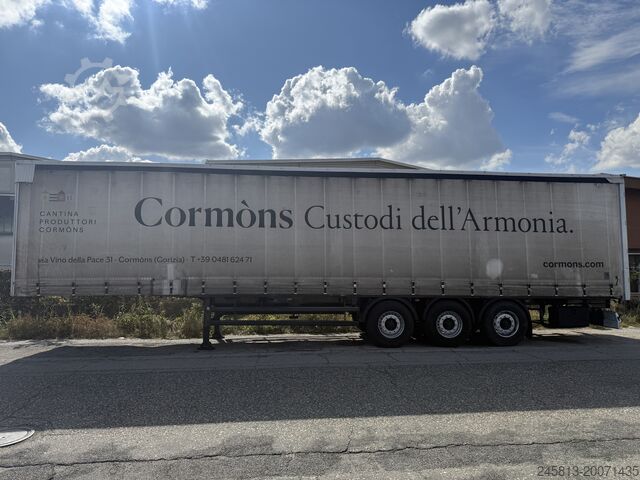 CANTINA
PRODUTTORI
CORMÒNS
Cormòns Custodi dell'Armonia.
via Vino della Pace 31 - Cormòns (Gorizia) - T +39 0481 62471
cormons.com
245813-20071435